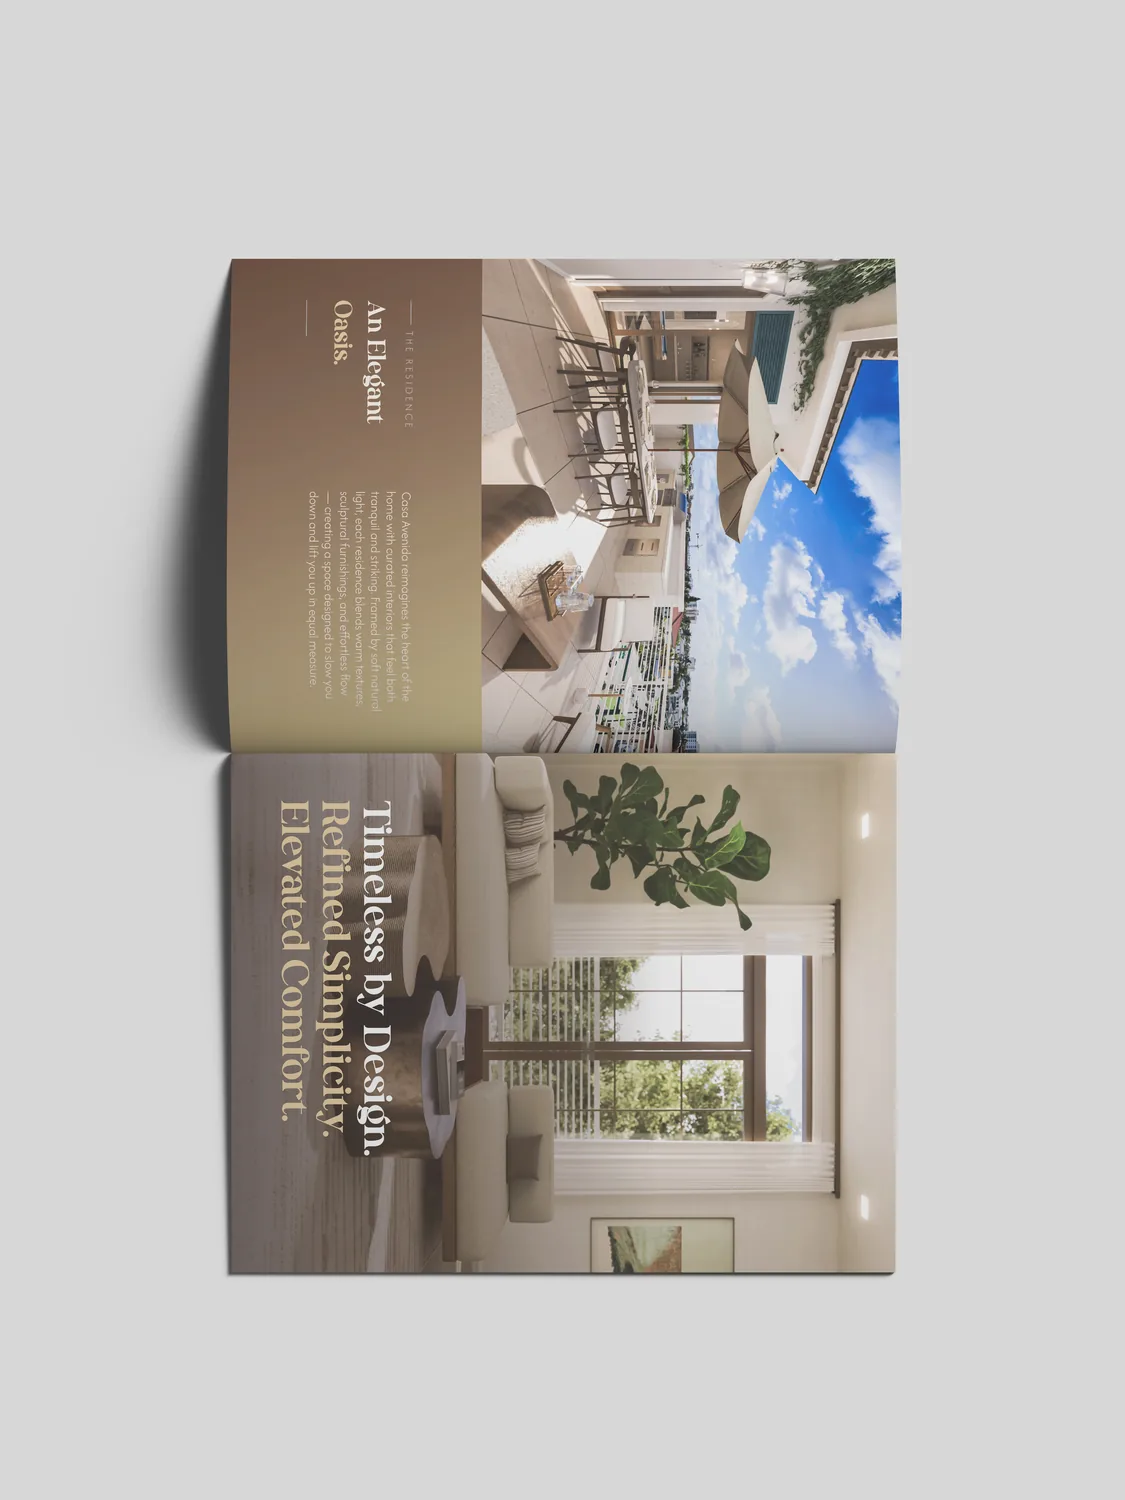 THE RESIDENCE
An Elegant
Oasis.
Casa Avenida reimagines the heart of the
home with curated interiors that feel both
tranquil and striking. Framed by soft natural
light, each residence blends warm textures,
sculptural furnishings, and effortless flow
— creating a space designed to slow you
down and lift you up in equal measure.
Timeless by Design.
Refined Simplicity.
Elevated Comfort.